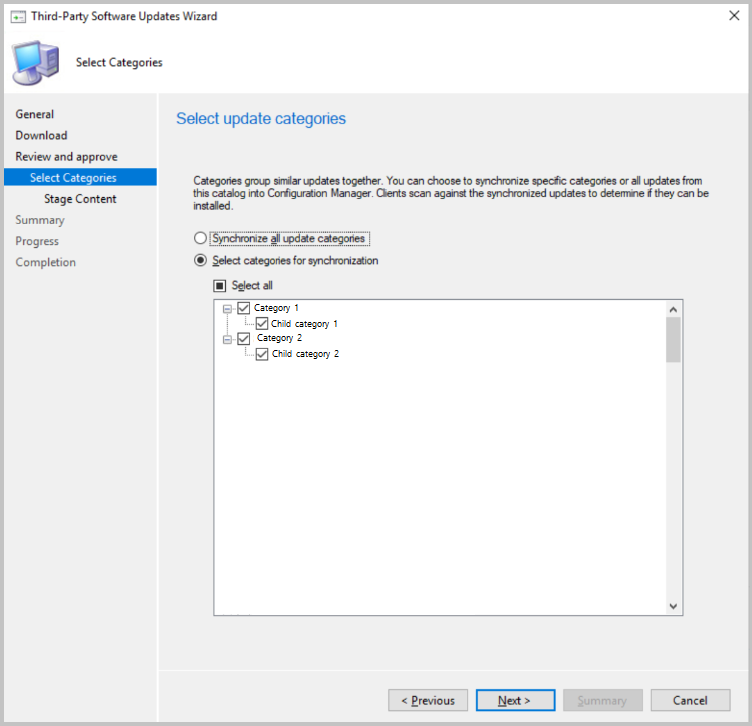 Third-Party Software Updates Wizard
Select Categories
General
Download
Review and approve
Select Categories
Stage Content
Summary
Progress
Completion
Select update categories
Categories group similar updates together. You can choose to synchronize specific categories or all updates from
this catalog into Configuration Manager. Clients scan against the synchronized updates to determine if they can be
installed.
Synchronize all update categories
Select categories for synchronization
Select all
Category 1
Child category 1
Category 2
Child category 2
< Previous
Next >
Summary
Cancel